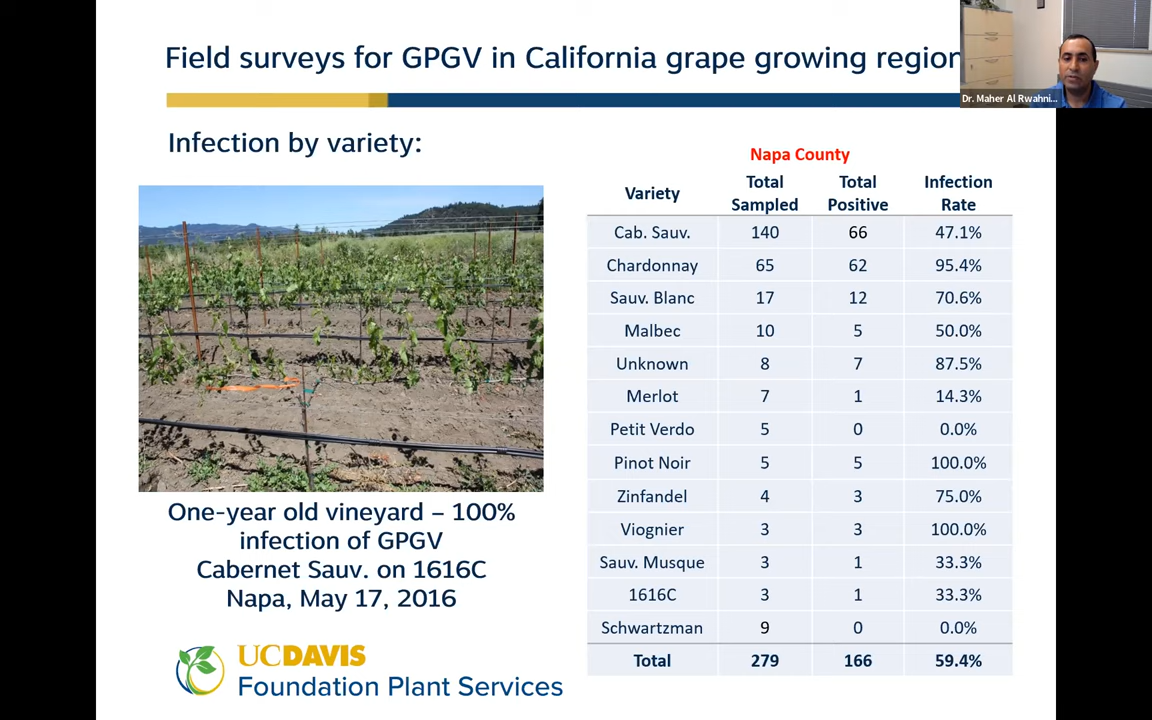 Field surveys for GPGV in California grape growing region
Dr. Maher Al Rwahni...
Infection by variety:
Napa County
Variety Total Sampled Total Positive Infection Rate
Cab. Sauv. 140 66 47.1%
Chardonnay 65 62 95.4%
Sauv. Blanc 17 12 70.6%
Malbec 10 5 50.0%
Unknown 8 7 87.5%
Merlot 7 1 14.3%
Petit Verdo 5 0 0.0%
Pinot Noir 5 5 100.0%
Zinfandel 4 3 75.0%
Viognier 3 3 100.0%
Sauv. Musque 3 1 33.3%
1616C 3 1 33.3%
Schwartzman 9 0 0.0%
Total 279 166 59.4%
One-year old vineyard – 100%
infection of GPGV
Cabernet Sauv. on 1616C
Napa, May 17, 2016
UCDAVIS
Foundation Plant Services